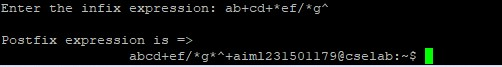 Enter the infix expression: ab+cd+*ef/*g^
Postfix expression is =>
abcd+ef/*g*^+aiml231501179@cselab:~$